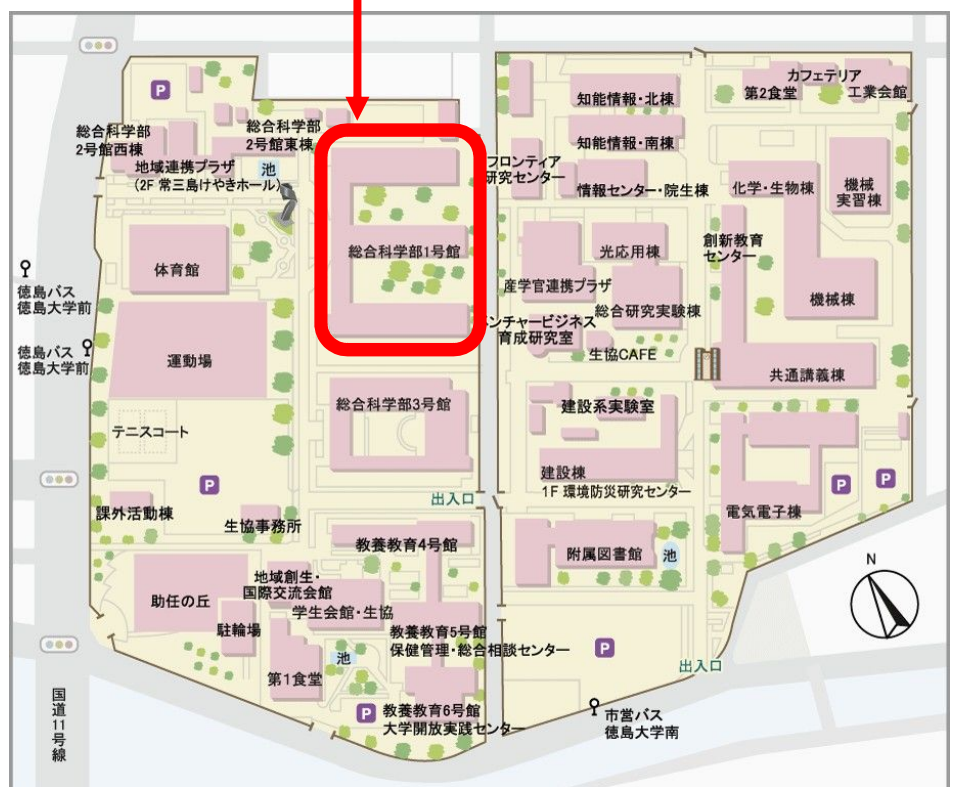 P
カフェテリア
第2食堂
工業会館
知能情報・北棟
総合科学部
2号館西棟
総合科学部
2号館東棟
知能情報・南棟
地域連携プラザ
(2F 常三島けやきホール)
池
フロンティア
研究センター
情報センター・院生棟
化学・生物棟
機械
実習棟
総合科学部1号館
光応用棟
創新教育
センター
体育館
徳島バス
徳島大学前
産学官連携プラザ
総合研究実験棟
機械棟
ンチャービジネス
育成研究室
生協CAFE
徳島バス
徳島大学前
運動場
共通講義棟
総合科学部3号館
建設系実験室
テニスコート
建設棟
1F 環境防災研究センター
P
P
P
出入口
課外活動棟
生協事務所
電気電子棟
教養教育4号館
附属図書館
池
N
地域創生・
国際交流会館
助任の丘
学生会館・生協
駐輪場
教養教育5号館
保健管理・総合相談センター
P
池
第1食堂
出入口
国道11号線
P
教養教育6号館
大学開放実践センター
市営バス
徳島大学南